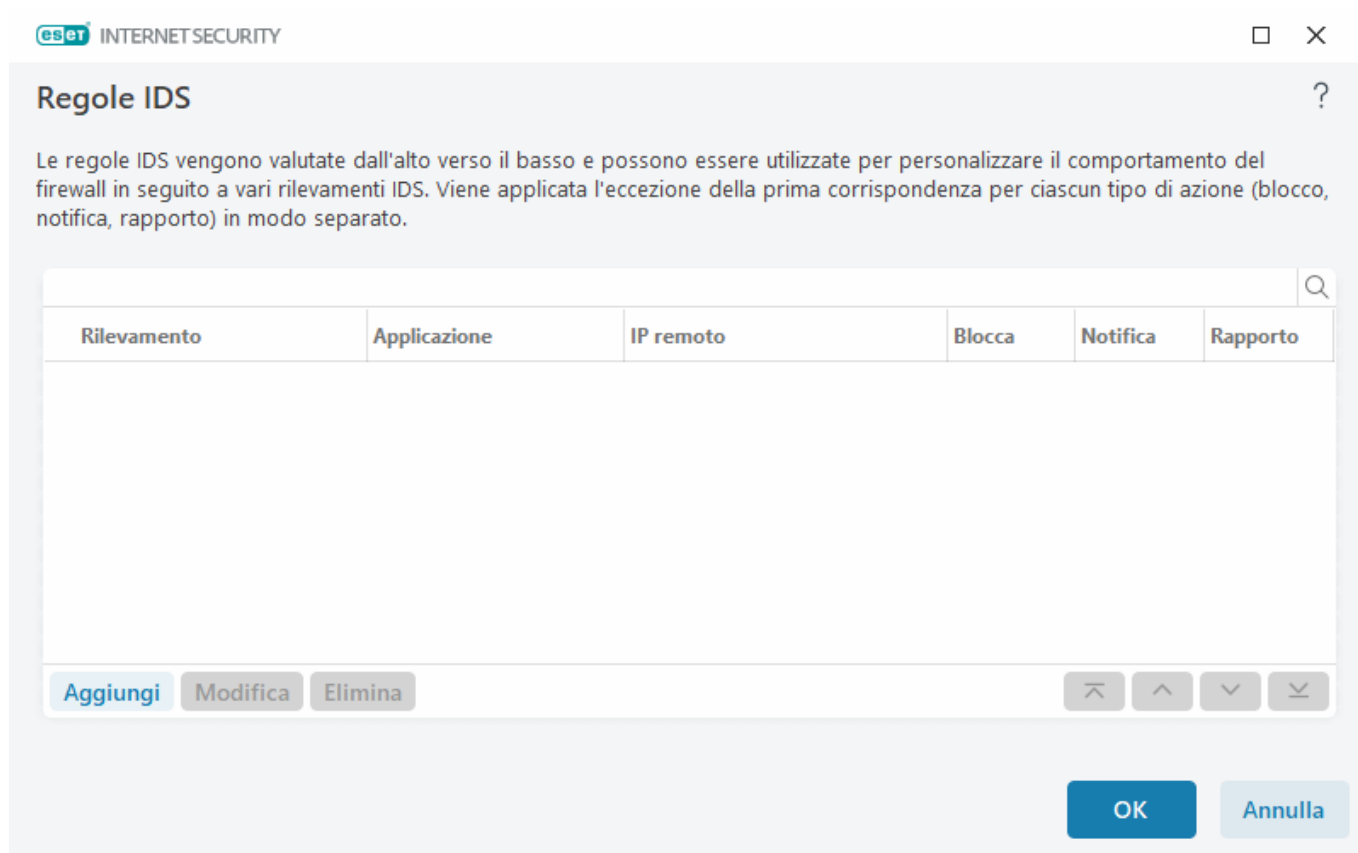 eset INTERNET SECURITY
Regole IDS
?
Le regole IDS vengono valutate dall'alto verso il basso e possono essere utilizzate per personalizzare il comportamento del
firewall in seguito a vari rilevamenti IDS. Viene applicata l'eccezione della prima corrispondenza per ciascun tipo di azione (blocco,
notifica, rapporto) in modo separato.
Rilevamento Applicazione IP remoto Blocca Notifica Rapporto
Aggiungi Modifica Elimina
OK Annulla